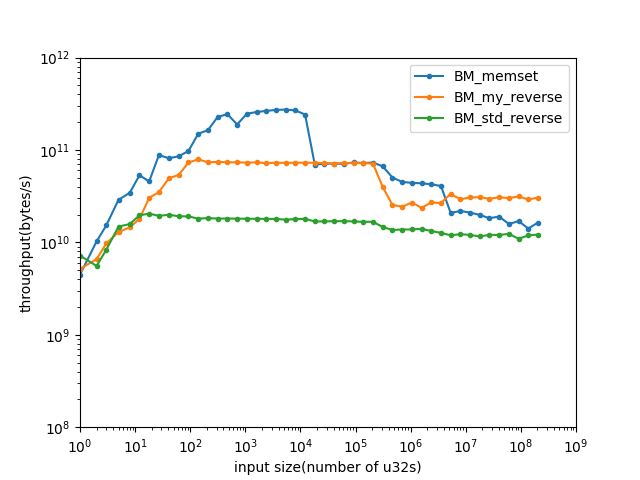 10^12
10^11
10^10
10^9
10^8
throughput(bytes/s)
BM_memset
BM_my_reverse
BM_std_reverse
10^0 10^1 10^2 10^3 10^4 10^5 10^6 10^7 10^8 10^9
input size(number of u32s)